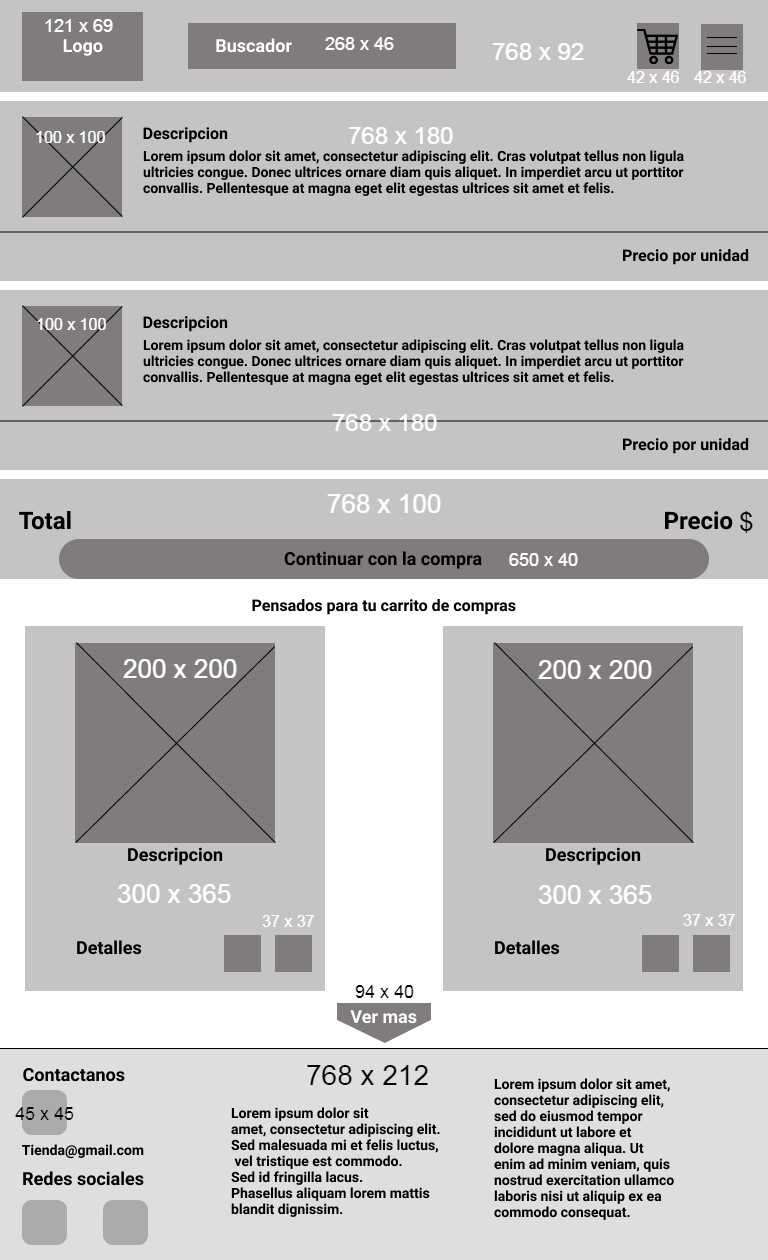 121 x 69
Logo
Buscador 268 x 46
768 x 92
42 x 46 42 x 46
100 x 100
Descripcion 768 x 180
Lorem ipsum dolor sit amet, consectetur adipiscing elit. Cras volutpat tellus non ligula
ultricies congue. Donec ultrices ornare diam quis aliquet. In imperdiet arcu ut porttitor
convallis. Pellentesque at magna eget elit egestas ultrices sit amet et felis.
Precio por unidad
100 x 100
Descripcion
Lorem ipsum dolor sit amet, consectetur adipiscing elit. Cras volutpat tellus non ligula
ultricies congue. Donec ultrices ornare diam quis aliquet. In imperdiet arcu ut porttitor
convallis. Pellentesque at magna eget elit egestas ultrices sit amet et felis.
768 x 180
Precio por unidad
768 x 100
Total Precio $
Continuar con la compra 650 x 40
Pensados para tu carrito de compras
200 x 200
Descripcion
300 x 365
37 x 37
Detalles
200 x 200
Descripcion
300 x 365
37 x 37
Detalles
94 x 40
Ver mas
Contactanos
45 x 45
Tienda@gmail.com
Redes sociales
768 x 212
Lorem ipsum dolor sit
amet, consectetur adipiscing elit.
Sed malesuada mi et felis luctus,
vel tristique est commodo.
Sed id fringilla lacus.
Phasellus aliquam lorem mattis
blandit dignissim.
Lorem ipsum dolor sit amet,
consectetur adipiscing elit,
sed do eiusmod tempor
incididunt ut labore et
dolore magna aliqua. Ut
enim ad minim veniam, quis
nostrud exercitation ullamco
laboris nisi ut aliquip ex ea
commodo consequat.